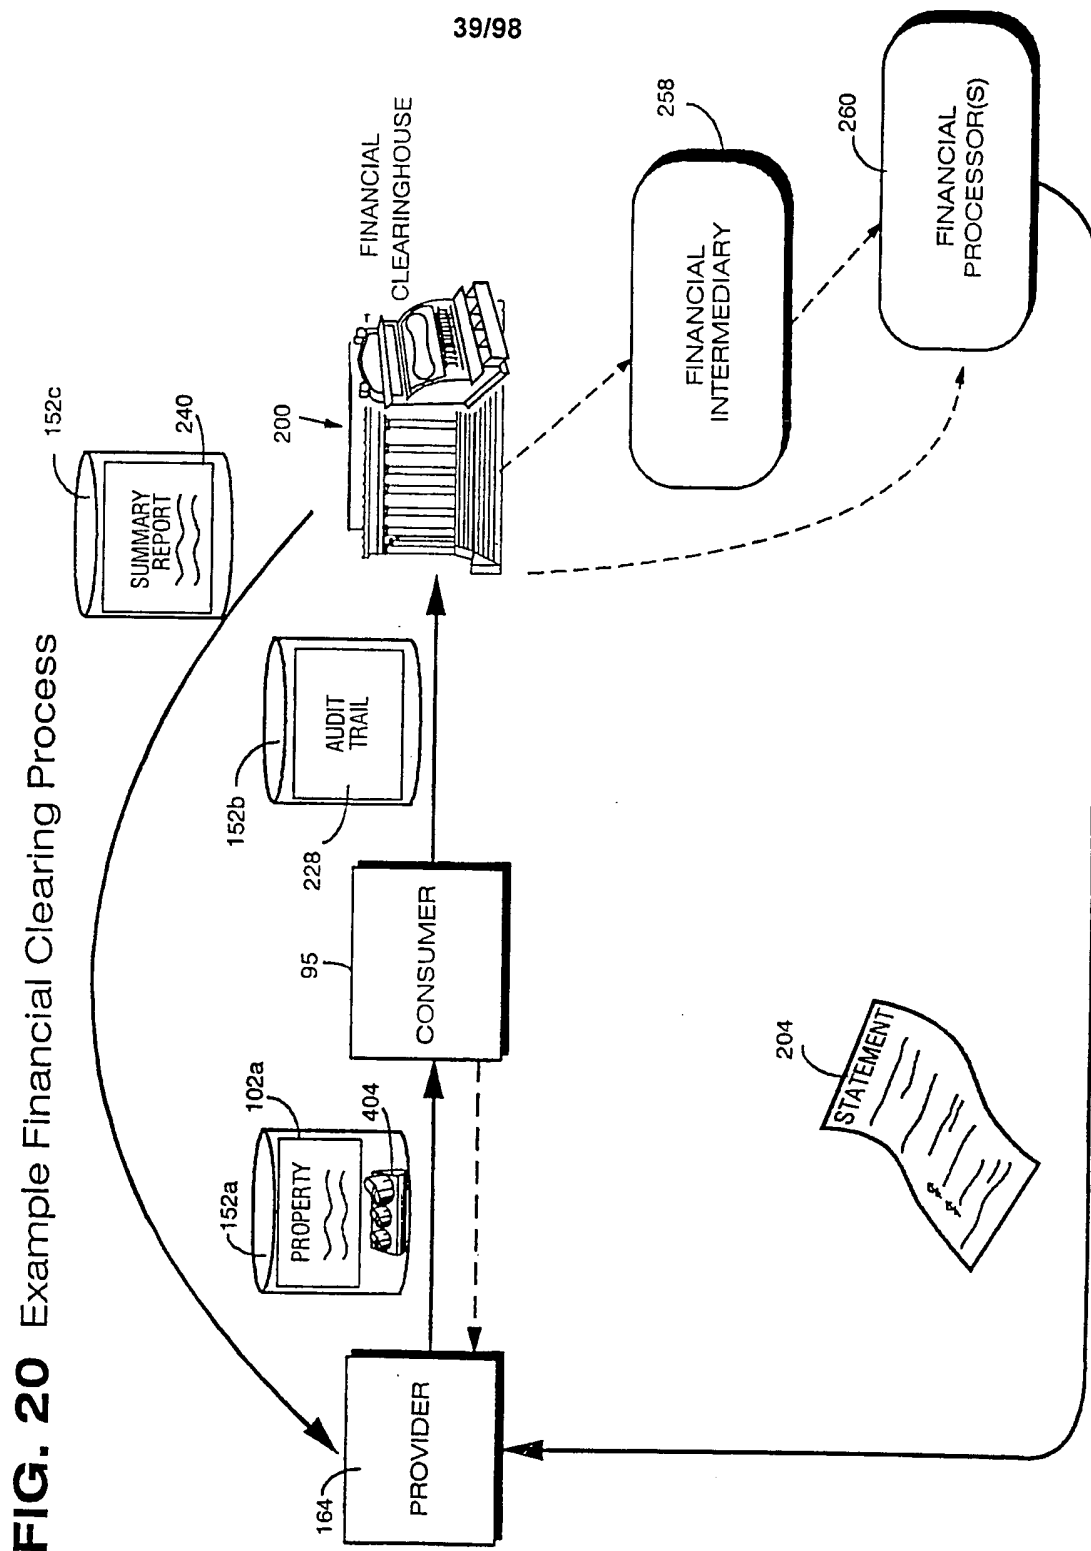 39/98
FIG. 20 Example Financial Clearing Process
152c
SUMMARY
REPORT
240
200
FINANCIAL
CLEARINGHOUSE
152a
PROPERTY
102a
404
152b
AUDIT
TRAIL
228
164
PROVIDER
95
CONSUMER
FINANCIAL
INTERMEDIARY
258
FINANCIAL
PROCESSOR(S)
260
204
STATEMENT